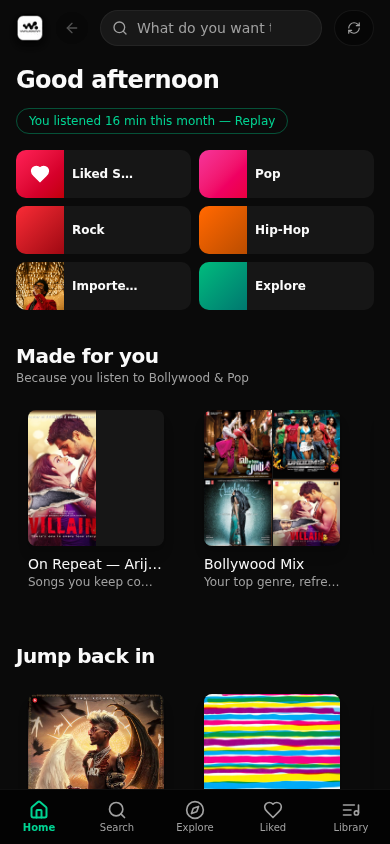 What do you want t
Good afternoon
You listened 16 min this month — Replay
Liked S…
Pop
Rock
Hip-Hop
Importe…
Explore
Made for you
Because you listen to Bollywood & Pop
VILLAIN
On Repeat — Arij…
Songs you keep co…
Bollywood Mix
Your top genre, refre…
Jump back in
Home
Search
Explore
Liked
Library